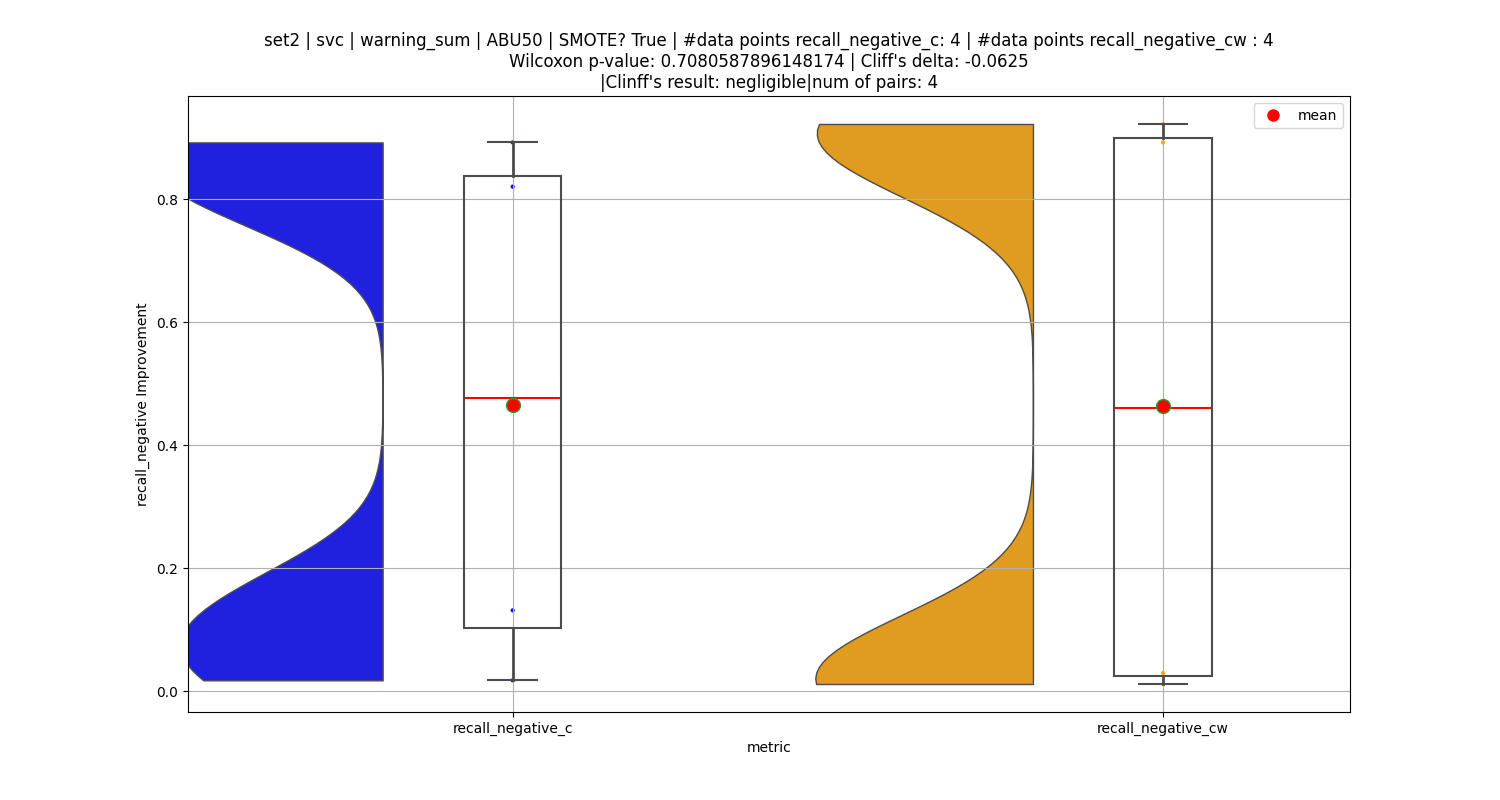 set2 | svc | warning_sum | ABU50 | SMOTE? True | #data points recall_negative_c: 4 | #data points recall_negative_cw : 4
Wilcoxon p-value: 0.7080587896148174 | Cliff's delta: -0.0625
|Clinff's result: negligible|num of pairs: 4
mean
recall_negative Improvement
0.8
0.6
0.4
0.2
0.0
recall_negative_c
recall_negative_cw
metric